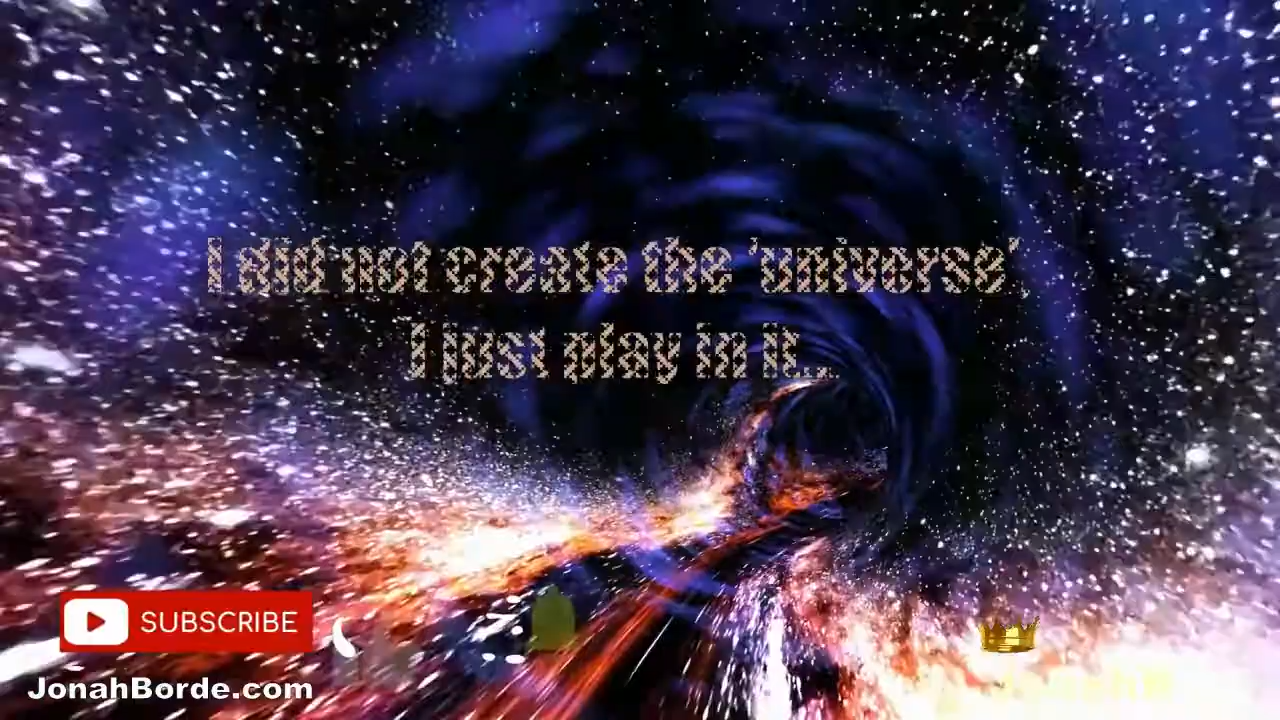 I did not create the 'universe',
I just play in it...
SUBSCRIBE
JonahBorde.com